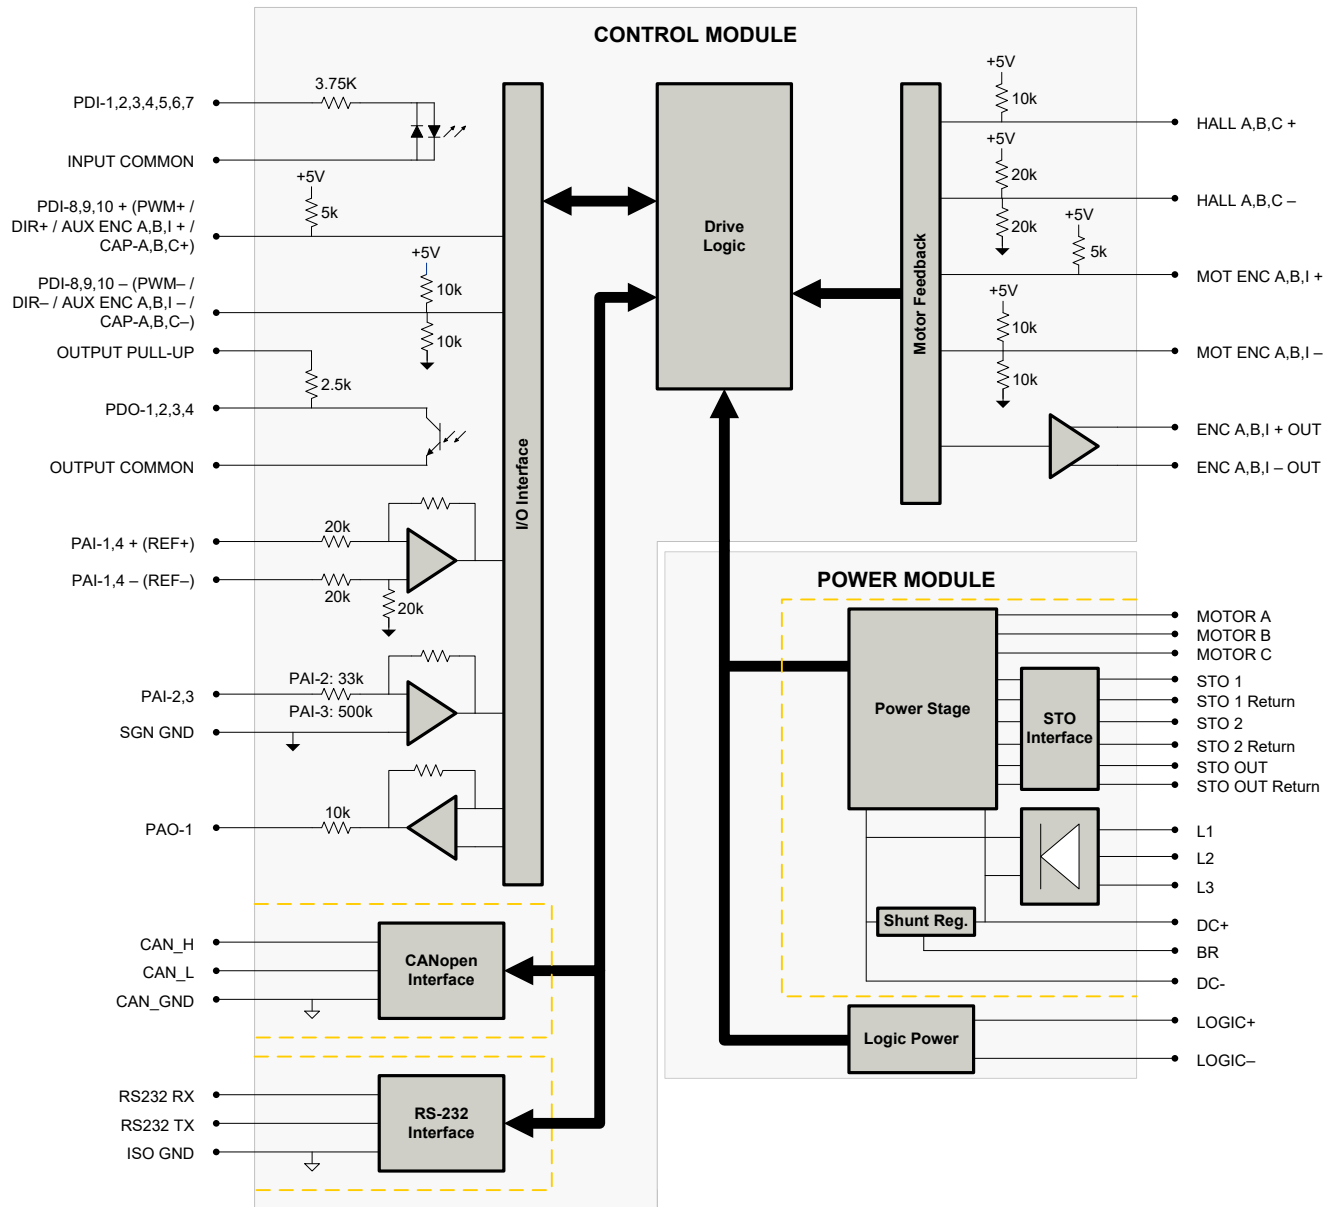 CONTROL MODULE
PDI-1,2,3,4,5,6,7
3.75K
INPUT COMMON
+5V
5k
PDI-8,9,10 + (PWM+ /
DIR+ / AUX ENC A,B,I + /
CAP-A,B,C+)
+5V
10k
10k
PDI-8,9,10 – (PWM– /
DIR– / AUX ENC A,B,I – /
CAP-A,B,C–)
OUTPUT PULL-UP
2.5k
PDO-1,2,3,4
OUTPUT COMMON
PAI-1,4 + (REF+)
20k
PAI-1,4 – (REF–)
20k
20k
PAI-2,3
PAI-2: 33k
PAI-3: 500k
SGN GND
PAO-1
10k
I/O Interface
CAN_H
CAN_L
CAN_GND
CANopen
Interface
RS232 RX
RS232 TX
ISO GND
RS-232
Interface
Drive
Logic
Motor Feedback
+5V
10k
HALL A,B,C +
+5V
20k
20k
HALL A,B,C –
+5V
5k
MOT ENC A,B,I +
+5V
10k
10k
MOT ENC A,B,I –
ENC A,B,I + OUT
ENC A,B,I – OUT
POWER MODULE
Power Stage
MOTOR A
MOTOR B
MOTOR C
STO
Interface
STO 1
STO 1 Return
STO 2
STO 2 Return
STO OUT
STO OUT Return
L1
L2
L3
Shunt Reg.
DC+
BR
DC-
Logic Power
LOGIC+
LOGIC–